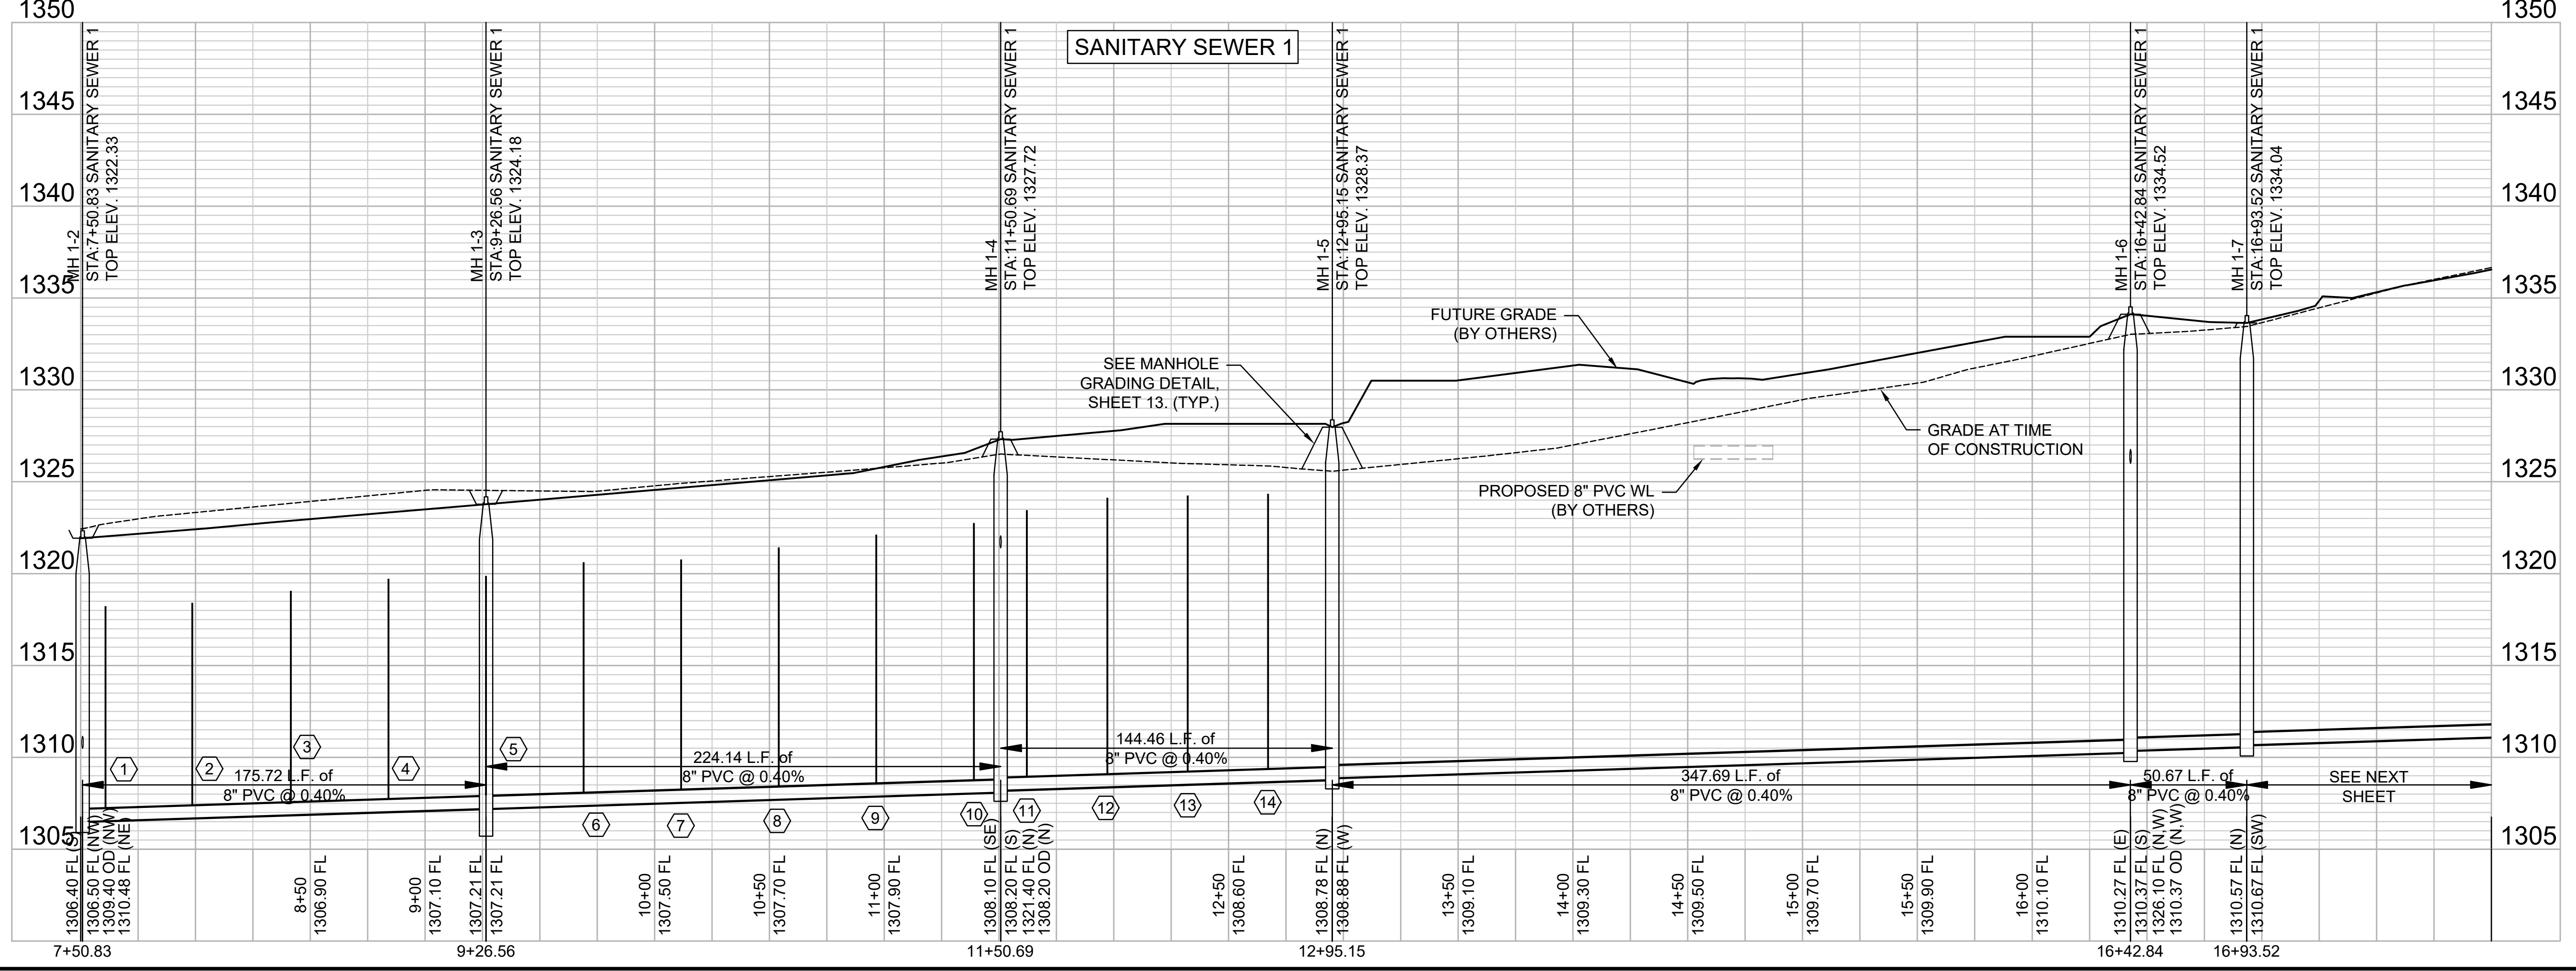 SANITARY SEWER 1
1350
1345
1340
1335
1330
1325
1320
1315
1310
1305
1350
1345
1340
1335
1330
1325
1320
1315
1310
1305
MH 1-2
STA:7+50.83 SANITARY SEWER 1
TOP ELEV. 1322.33
MH 1-3
STA:9+26.56 SANITARY SEWER 1
TOP ELEV. 1324.18
MH 1-4
STA:11+50.69 SANITARY SEWER 1
TOP ELEV. 1327.72
MH 1-5
STA:12+95.15 SANITARY SEWER 1
TOP ELEV. 1328.37
MH 1-6
STA:16+42.84 SANITARY SEWER 1
TOP ELEV. 1334.52
MH 1-7
STA:16+93.52 SANITARY SEWER 1
TOP ELEV. 1334.04
FUTURE GRADE
(BY OTHERS)
SEE MANHOLE
GRADING DETAIL,
SHEET 13. (TYP.)
GRADE AT TIME
OF CONSTRUCTION
PROPOSED 8" PVC WL
(BY OTHERS)
1
2
3
4
5
6
7
8
9
10
11
12
13
14
175.72 L.F. of
8" PVC @ 0.40%
224.14 L.F. of
8" PVC @ 0.40%
144.46 L.F. of
8" PVC @ 0.40%
347.69 L.F. of
8" PVC @ 0.40%
50.67 L.F. of
8" PVC @ 0.40%
SEE NEXT
SHEET
1306.40 FL (S)
1306.50 FL (NW)
1309.40 OD (NW)
1310.48 FL (NE)
8+50
1306.90 FL
9+00
1307.10 FL
1307.21 FL
1307.21 FL
10+00
1307.50 FL
10+50
1307.70 FL
11+00
1307.90 FL
1308.10 FL (SE)
1308.20 FL (S)
1321.40 FL (N)
1308.20 OD (N)
12+50
1308.60 FL
1308.78 FL (N)
1308.88 FL (W)
13+50
1309.10 FL
14+00
1309.30 FL
14+50
1309.50 FL
15+00
1309.70 FL
15+50
1309.90 FL
16+00
1310.10 FL
1310.27 FL (E)
1310.37 FL (S)
1326.10 FL (N,W)
1310.37 OD (N,W)
1310.57 FL (N)
1310.67 FL (SW)
7+50.83
9+26.56
11+50.69
12+95.15
16+42.84
16+93.52